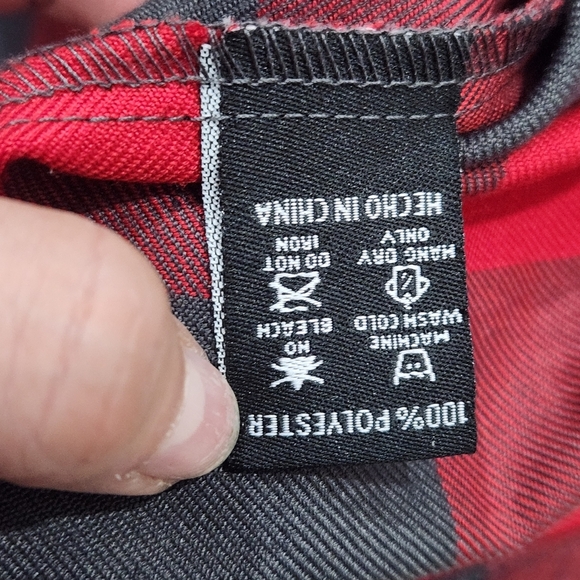 100% POLYESTER
MACHINE
WASH COLD
NO
BLEACH
HANG DRY
ONLY
DO NOT
IRON
HECHO IN CHINA